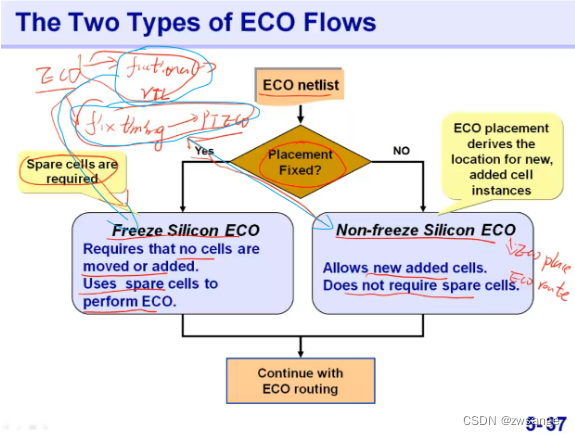 The Two Types of ECO Flows
ECO
RTL
fix timing → PT ECO
ECO netlist
ECO placement
derives the
location for new,
added cell
instances
Yes
Placement
Fixed?
NO
Spare cells are
required.
Freeze Silicon ECO
Requires that no cells are
moved or added.
Uses spare cells to
perform ECO.
Non-freeze Silicon ECO
Allows new added cells.
Does not require spare cells.
↓ ECO place
ECO route
Continue with
ECO routing
5-37
CSDN @zwsange